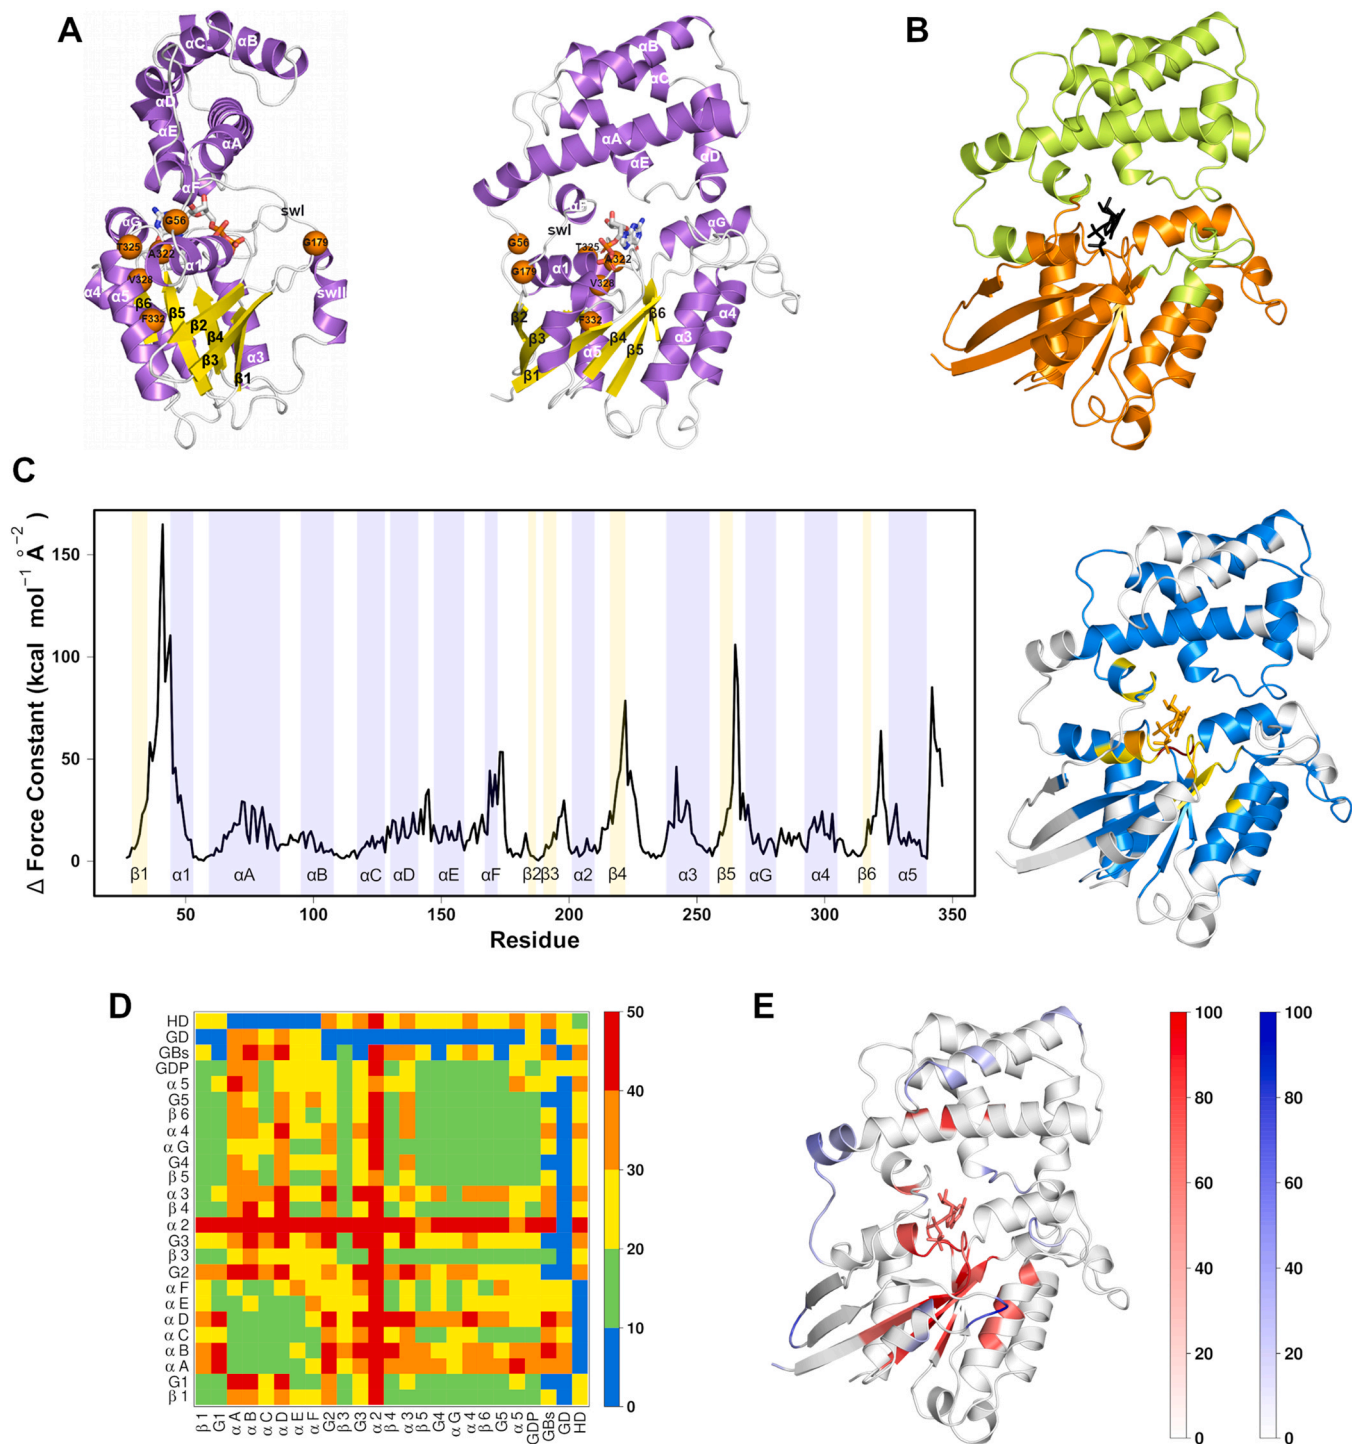 A
B
αC
αB
αD
αE
αA
αF
swI
G56
αG
T325
A322
G179
α1
V328
α4
α5
β6
β5
F332
β2
β4
β3
β1
α3
swII
αB
αC
αA
αE
αD
αF
swI
G56
T325
αG
G179
α1
A322
V328
β2
F332
β6
α4
β3
β4
α3
α5
β5
β1
C
Δ Force Constant (kcal mol⁻¹ Å⁻²)
150
100
50
0
β1
α1
αA
αB
αC
αD
αE
αF
β2
β3
α2
β4
α3
β5
αG
α4
β6
α5
50
100
150
200
250
300
350
Residue
D
HD
GD
GBs
GDP
α 5
G5
β 6
α 4
α G
G4
β 5
α 3
β 4
α 2
G3
β 3
G2
α F
α E
α D
α C
α B
α A
G1
β 1
β 1
G1
α A
α B
α C
α D
α E
α F
G2
β 3
G3
α 2
β 4
α 3
β 5
G4
α G
α 4
β 6
G5
α 5
GDP
GBs
GD
HD
50
40
30
20
10
0
E
100
80
60
40
20
0
100
80
60
40
20
0